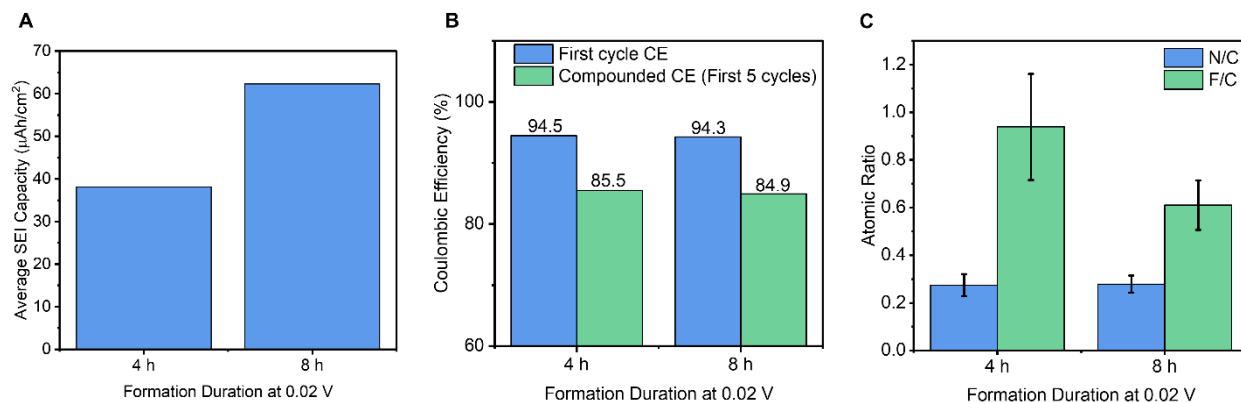 A
Average SEI Capacity (μAh/cm²)
70
60
50
40
30
20
10
0
4 h
8 h
Formation Duration at 0.02 V
B
Coulombic Efficiency (%)
First cycle CE
Compounded CE (First 5 cycles)
100
80
60
94.5
85.5
94.3
84.9
4 h
8 h
Formation Duration at 0.02 V
C
Atomic Ratio
N/C
F/C
1.2
1.0
0.8
0.6
0.4
0.2
0.0
4 h
8 h
Formation Duration at 0.02 V